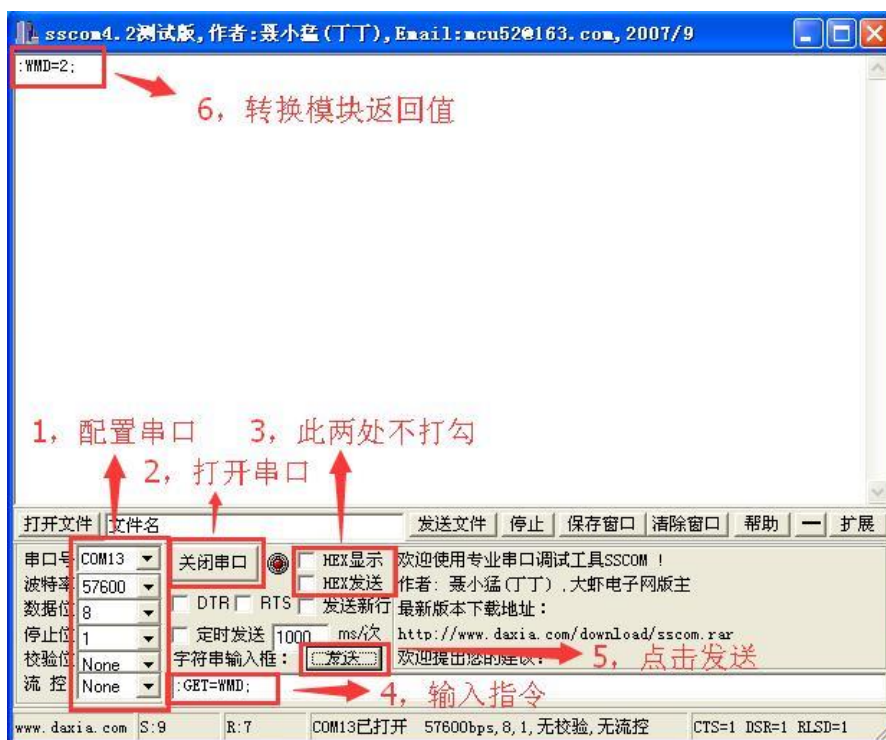 sscom4.2测试版,作者:聂小猛(丁丁),Email:mcu52@163.com,2007/9
:WMD=2;
6，转换模块返回值
1，配置串口
3，此两处不打勾
2，打开串口
打开文件 文件名 发送文件 停止 保存窗口 清除窗口 帮助 — 扩展
串口号 COM13 关闭串口 HEX显示 欢迎使用专业串口调试工具SSCOM !
波特率 57600 HEX发送 作者: 聂小猛(丁丁) ,大虾电子网版主
数据位 8 DTR RTS 发送新行 最新版本下载地址：
停止位 1 定时发送 1000 ms/次 http://www.daxia.com/download/sscom.rar
校验位 None 字符串输入框： 发送 欢迎提出您的建议!
5，点击发送
流 控 None :GET=WMD;
4，输入指令
www.daxia.com S:9 R:7 COM13已打开 57600bps,8,1,无校验,无流控 CTS=1 DSR=1 RLSD=1